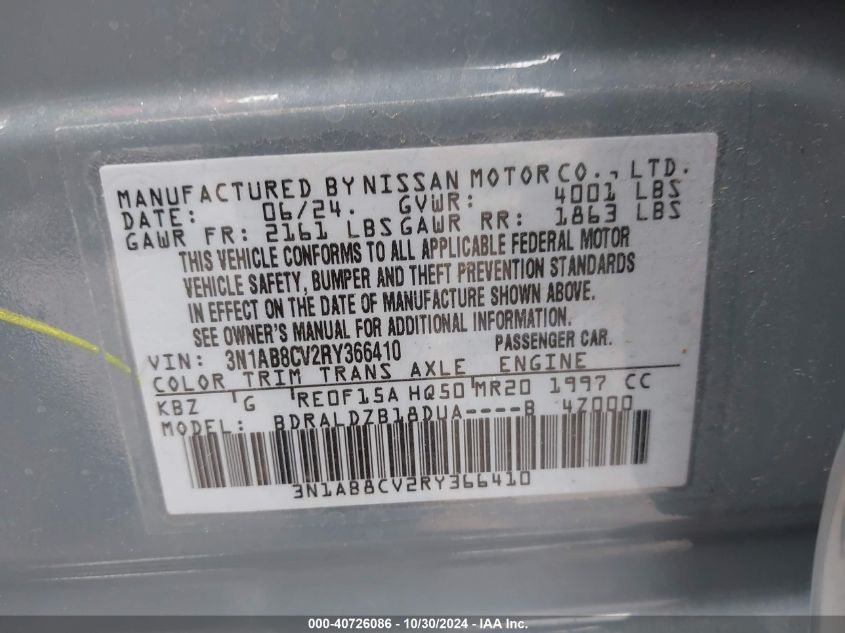 MANUFACTURED BY NISSAN MOTOR CO., LTD.
DATE: 06/24. GVWR: 4001 LBS
GAWR FR: 2161 LBS GAWR RR: 1863 LBS
THIS VEHICLE CONFORMS TO ALL APPLICABLE FEDERAL MOTOR
VEHICLE SAFETY, BUMPER AND THEFT PREVENTION STANDARDS
IN EFFECT ON THE DATE OF MANUFACTURE SHOWN ABOVE.
SEE OWNER'S MANUAL FOR ADDITIONAL INFORMATION.
VIN: 3N1AB8CV2RY366410 PASSENGER CAR.
COLOR TRIM TRANS AXLE ENGINE
KBZ G RE0F15A HQ50 MR20 1997 CC
MODEL: BDRALDZB18DUA----B 4Z000
3N1AB8CV2RY366410
000-40726086 - 10/30/2024 - IAA Inc.